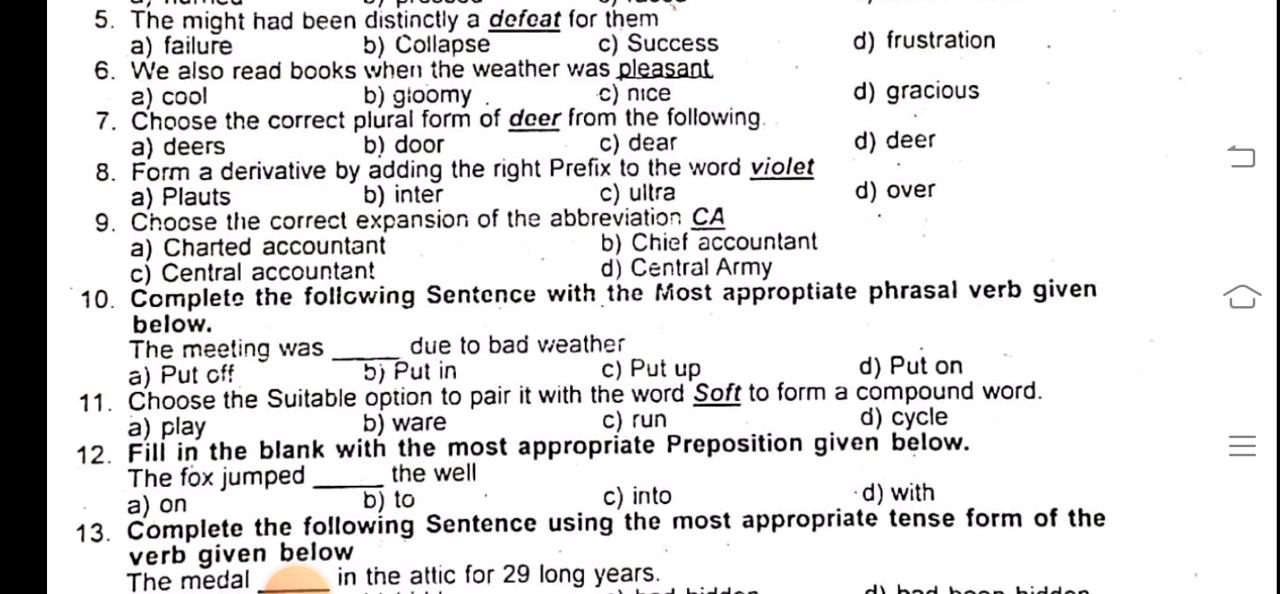 5. The might had been distinctly a defeat for them
a) failure b) Collapse c) Success d) frustration
6. We also read books when the weather was pleasant
a) cool b) gloomy c) nice d) gracious
7. Choose the correct plural form of deer from the following.
a) deers b) door c) dear d) deer
8. Form a derivative by adding the right Prefix to the word violet
a) Plauts b) inter c) ultra d) over
9. Choose the correct expansion of the abbreviation CA
a) Charted accountant b) Chief accountant
c) Central accountant d) Central Army
10. Complete the following Sentence with the Most approptiate phrasal verb given
below.
The meeting was _____ due to bad weather
a) Put off b) Put in c) Put up d) Put on
11. Choose the Suitable option to pair it with the word Soft to form a compound word.
a) play b) ware c) run d) cycle
12. Fill in the blank with the most appropriate Preposition given below.
The fox jumped _____ the well
a) on b) to c) into d) with
13. Complete the following Sentence using the most appropriate tense form of the
verb given below
The medal _____ in the attic for 29 long years.
d) had been hidden